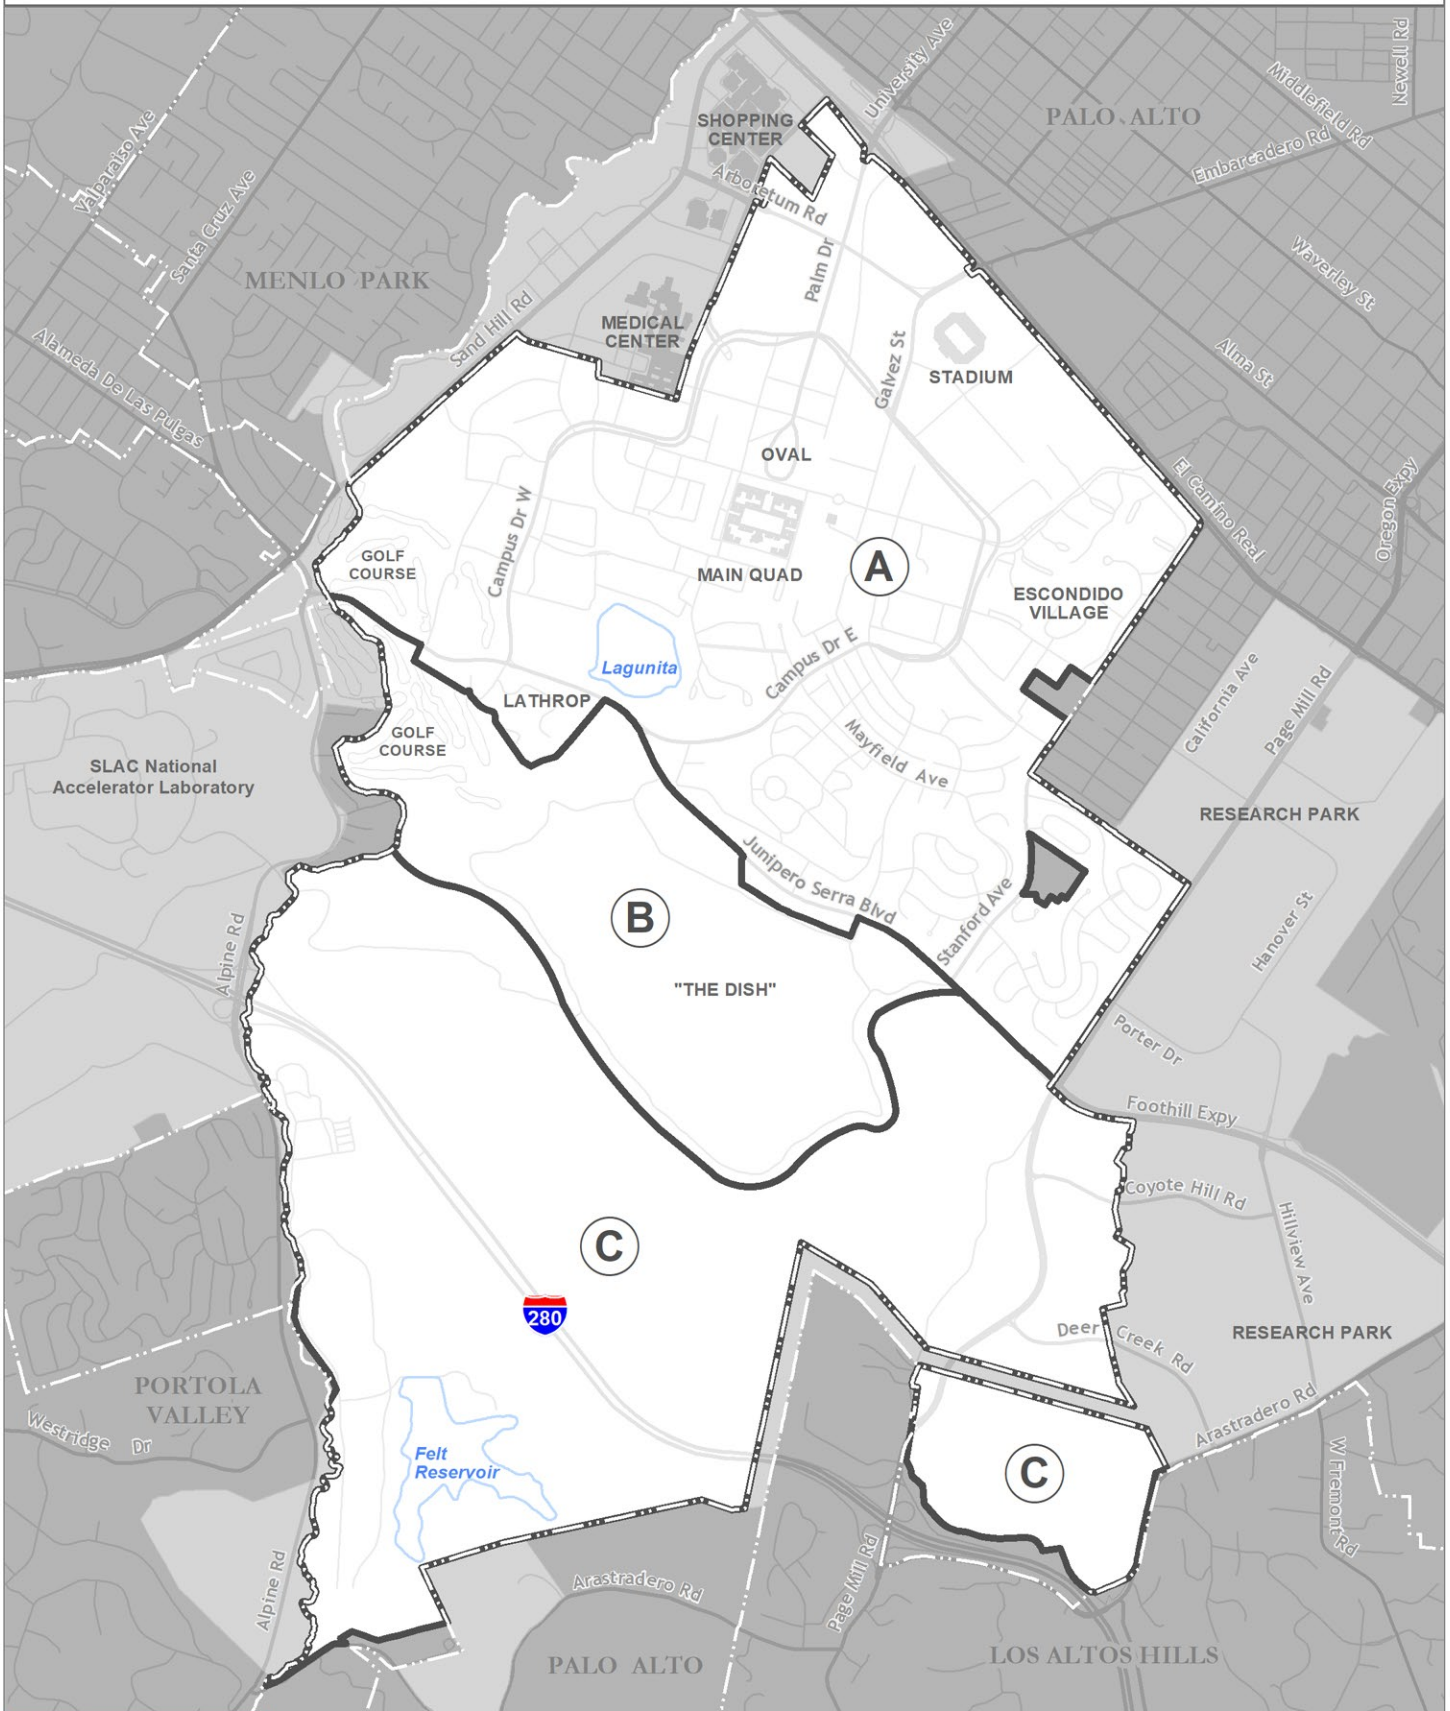 University Ave
Newell Rd
Middlefield Rd
PALO ALTO
SHOPPING
CENTER
Embarcadero Rd
Valparaiso Ave
Santa Cruz Ave
Arboretum Rd
Palm Dr
Waverley St
MENLO PARK
Sand Hill Rd
MEDICAL
CENTER
Galvez St
STADIUM
Alma St
Alameda De Las Pulgas
OVAL
El Camino Real
Oregon Expy
Campus Dr W
GOLF
COURSE
MAIN QUAD
A
ESCONDIDO
VILLAGE
Lagunita
Campus Dr E
LATHROP
California Ave
Page Mill Rd
GOLF
COURSE
Mayfield Ave
SLAC National
Accelerator Laboratory
RESEARCH PARK
Junipero Serra Blvd
Stanford Ave
B
Hanover St
Alpine Rd
"THE DISH"
Porter Dr
Foothill Expy
Coyote Hill Rd
Hillview Ave
C
280
Deer Creek Rd
RESEARCH PARK
PORTOLA
VALLEY
Westridge Dr
Arastradero Rd
Felt
Reservoir
C
W Fremont Rd
Alpine Rd
Arastradero Rd
Page Mill Rd
PALO ALTO
LOS ALTOS HILLS